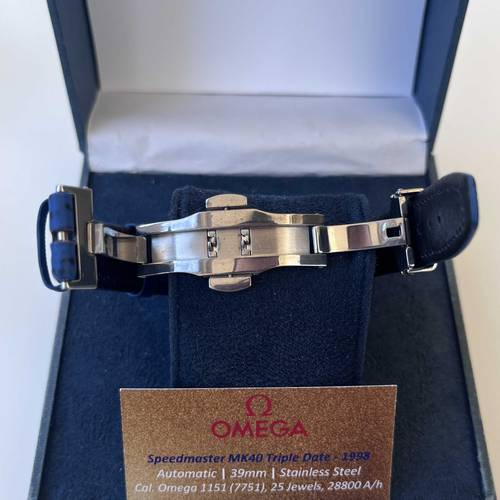 Ω
OMEGA
Speedmaster MK40 Triple Date - 1998
Automatic | 39mm | Stainless Steel
Cal. Omega 1151 (7751), 25 Jewels, 28800 A/h